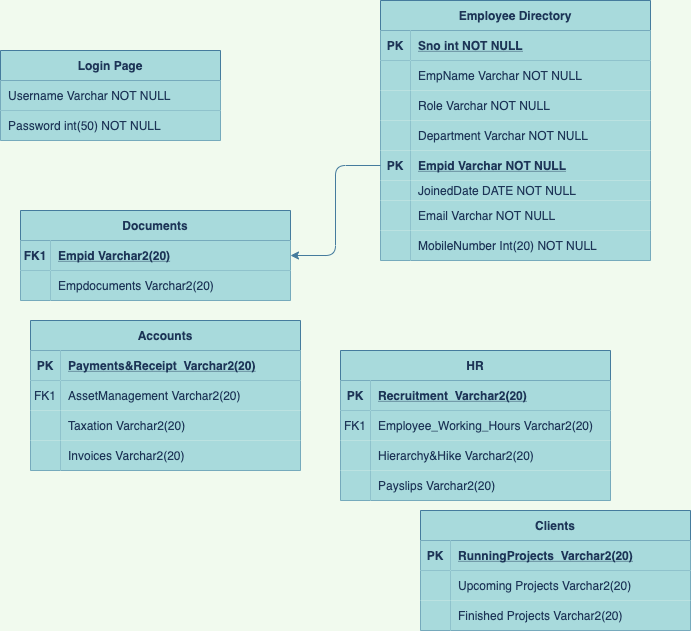 Employee Directory
PK Sno int NOT NULL
EmpName Varchar NOT NULL
Role Varchar NOT NULL
Department Varchar NOT NULL
PK Empid Varchar NOT NULL
JoinedDate DATE NOT NULL
Email Varchar NOT NULL
MobileNumber Int(20) NOT NULL
Login Page
Username Varchar NOT NULL
Password int(50) NOT NULL
Documents
FK1 Empid Varchar2(20)
Empdocuments Varchar2(20)
Accounts
PK Payments&Receipt Varchar2(20)
FK1 AssetManagement Varchar2(20)
Taxation Varchar2(20)
Invoices Varchar2(20)
HR
PK Recruitment Varchar2(20)
FK1 Employee_Working_Hours Varchar2(20)
Hierarchy&Hike Varchar2(20)
Payslips Varchar2(20)
Clients
PK RunningProjects Varchar2(20)
Upcoming Projects Varchar2(20)
Finished Projects Varchar2(20)